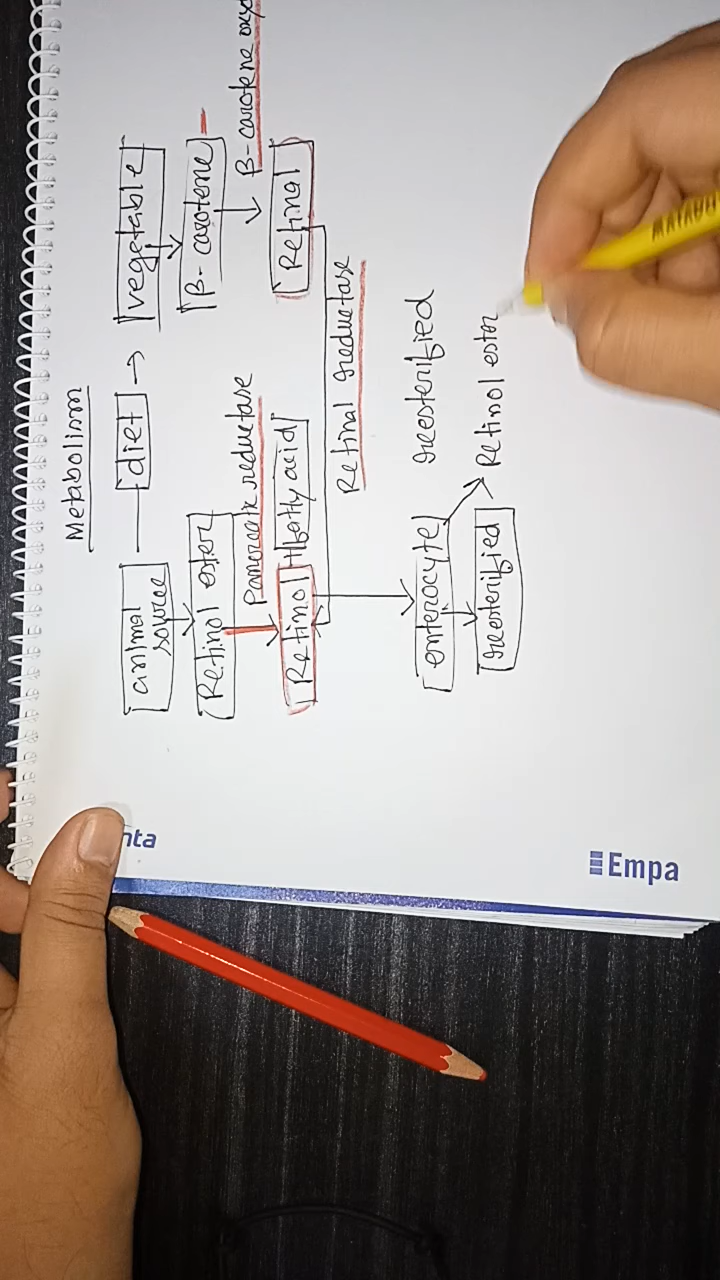 Metabolism
animal source
diet →
vegetable
Retinol ester
β-carotene
Pancreatic reductase
β-carotene oxy
Retinol + fatty acid
Retinal
Retinal reductase
enterocyte
reesterified
reesterified
Retinol ester
nta
Empa